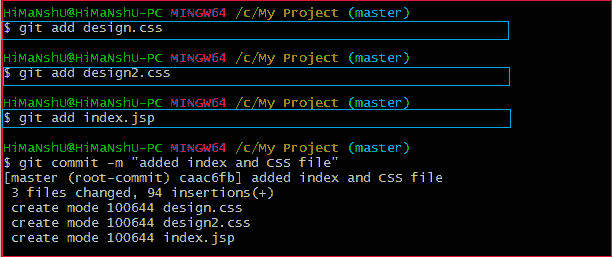 HiMaNshU@HiMaNshU-PC MINGW64 /c/My Project (master)
$ git add design.css
HiMaNshU@HiMaNshU-PC MINGW64 /c/My Project (master)
$ git add design2.css
HiMaNshU@HiMaNshU-PC MINGW64 /c/My Project (master)
$ git add index.jsp
HiMaNshU@HiMaNshU-PC MINGW64 /c/My Project (master)
$ git commit -m "added index and CSS file"
[master (root-commit) caac6fb] added index and CSS file
 3 files changed, 94 insertions(+)
 create mode 100644 design.css
 create mode 100644 design2.css
 create mode 100644 index.jsp